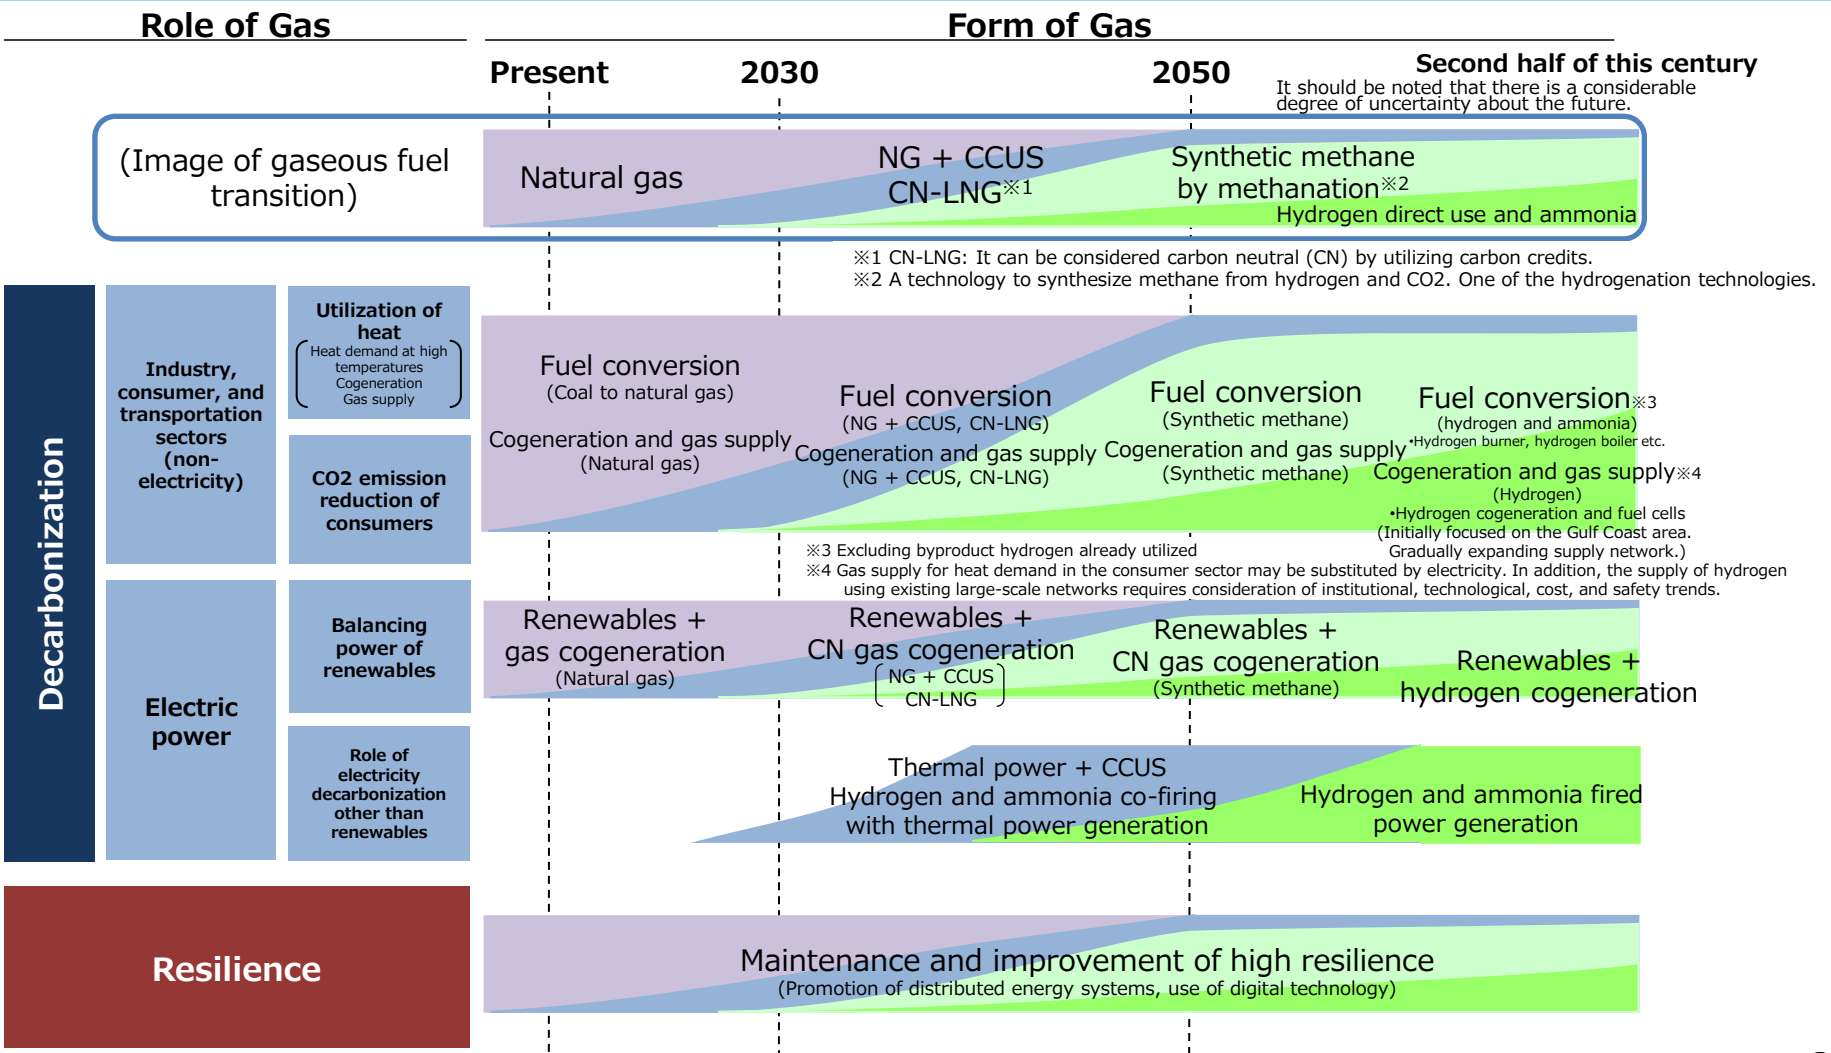 Role of Gas
Form of Gas
Present
2030
2050
Second half of this century
It should be noted that there is a considerable
degree of uncertainty about the future.
(Image of gaseous fuel
transition)
Natural gas
NG + CCUS
CN-LNG※1
Synthetic methane
by methanation※2
Hydrogen direct use and ammonia
※1 CN-LNG: It can be considered carbon neutral (CN) by utilizing carbon credits.
※2 A technology to synthesize methane from hydrogen and CO2. One of the hydrogenation technologies.
Decarbonization
Industry,
consumer, and
transportation
sectors
(non-
electricity)
Utilization of
heat
Heat demand at high
temperatures
Cogeneration
Gas supply
CO2 emission
reduction of
consumers
Fuel conversion
(Coal to natural gas)
Cogeneration and gas supply
(Natural gas)
Fuel conversion
(NG + CCUS, CN-LNG)
Cogeneration and gas supply
(NG + CCUS, CN-LNG)
Fuel conversion
(Synthetic methane)
Cogeneration and gas supply
(Synthetic methane)
Fuel conversion※3
(hydrogen and ammonia)
•Hydrogen burner, hydrogen boiler etc.
Cogeneration and gas supply※4
(Hydrogen)
•Hydrogen cogeneration and fuel cells
(Initially focused on the Gulf Coast area.
Gradually expanding supply network.)
※3 Excluding byproduct hydrogen already utilized
※4 Gas supply for heat demand in the consumer sector may be substituted by electricity. In addition, the supply of hydrogen
using existing large-scale networks requires consideration of institutional, technological, cost, and safety trends.
Electric
power
Balancing
power of
renewables
Renewables +
gas cogeneration
(Natural gas)
Renewables +
CN gas cogeneration
NG + CCUS
CN-LNG
Renewables +
CN gas cogeneration
(Synthetic methane)
Renewables +
hydrogen cogeneration
Role of
electricity
decarbonization
other than
renewables
Thermal power + CCUS
Hydrogen and ammonia co-firing
with thermal power generation
Hydrogen and ammonia fired
power generation
Resilience
Maintenance and improvement of high resilience
(Promotion of distributed energy systems, use of digital technology)